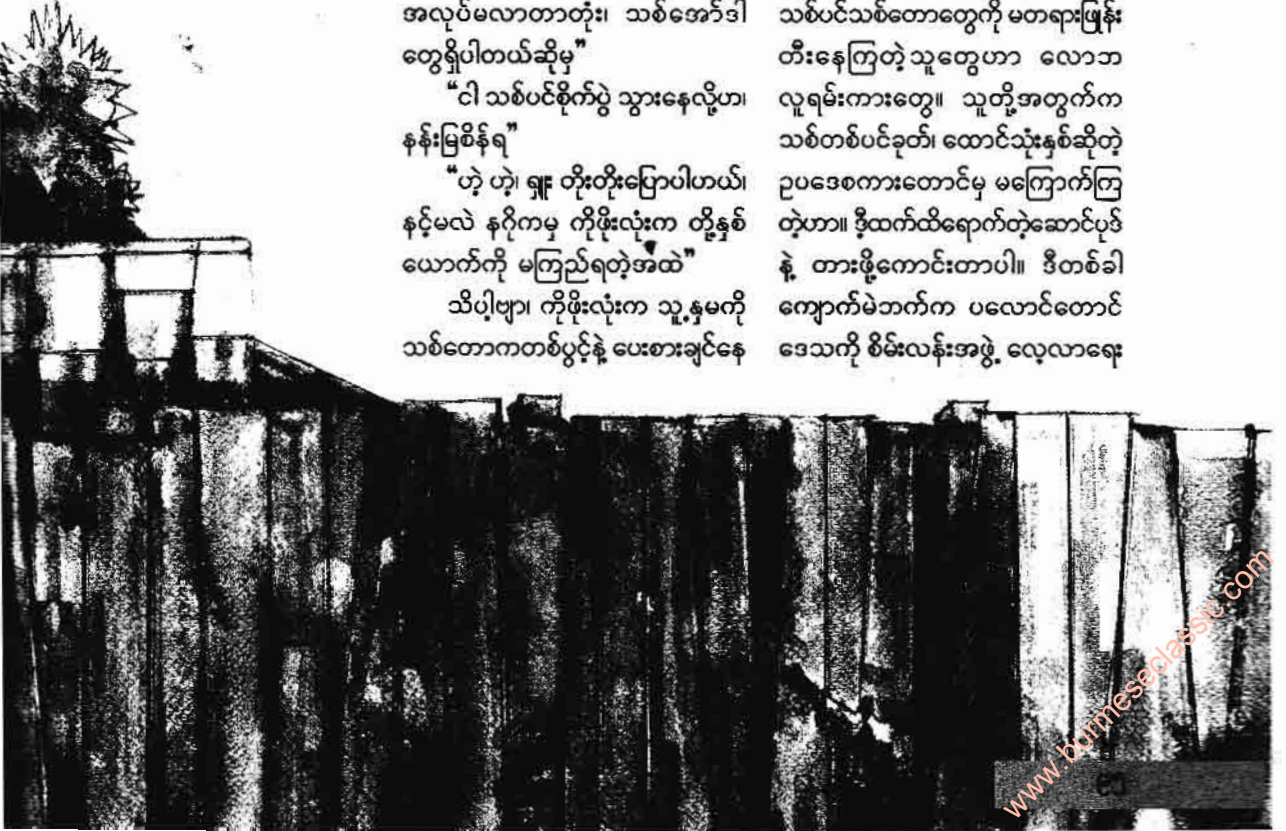 အလုပ်မလာတာတုံး၊ သစ်အော်ဒါ
တွေရှိပါတယ်ဆိုမှ”
“ငါ သစ်ပင်စိုက်ပွဲ သွားနေလို့ဟ၊
နန်းမြစိန်ရ”
“ဟဲ့ ဟဲ့၊ ရှူး တိုးတိုးပြောပါဟယ်၊
နင့်မလဲ နဂိုကမှ ကိုဖိုးလုံးက တို့နှစ်
ယောက်ကို မကြည်ရတဲ့အထဲ”
သိပါ့ဗျာ၊ ကိုဖိုးလုံးက သူ့နှမကို
သစ်တောကတစ်ပွင့်နဲ့ ပေးစားချင်နေ
သစ်ပင်သစ်တောတွေကို မတရားဖြုန်း
တီးနေကြတဲ့သူတွေဟာ လောဘ
လူရမ်းကားတွေ။ သူတို့အတွက်က
သစ်တစ်ပင်ခုတ်၊ ထောင်သုံးနှစ်ဆိုတဲ့
ဥပဒေစကားတောင်မှ မကြောက်ကြ
တဲ့ဟာ။ ဒီ့ထက်ထိရောက်တဲ့ဆောင်ပုဒ်
နဲ့ တားဖို့ကောင်းတာပါ။ ဒီတစ်ခါ
ကျောက်မဲဘက်က ပလောင်တောင်
ဒေသကို စိမ်းလန်းအဖွဲ့ လေ့လာရေး
www.burmeseclassic.com